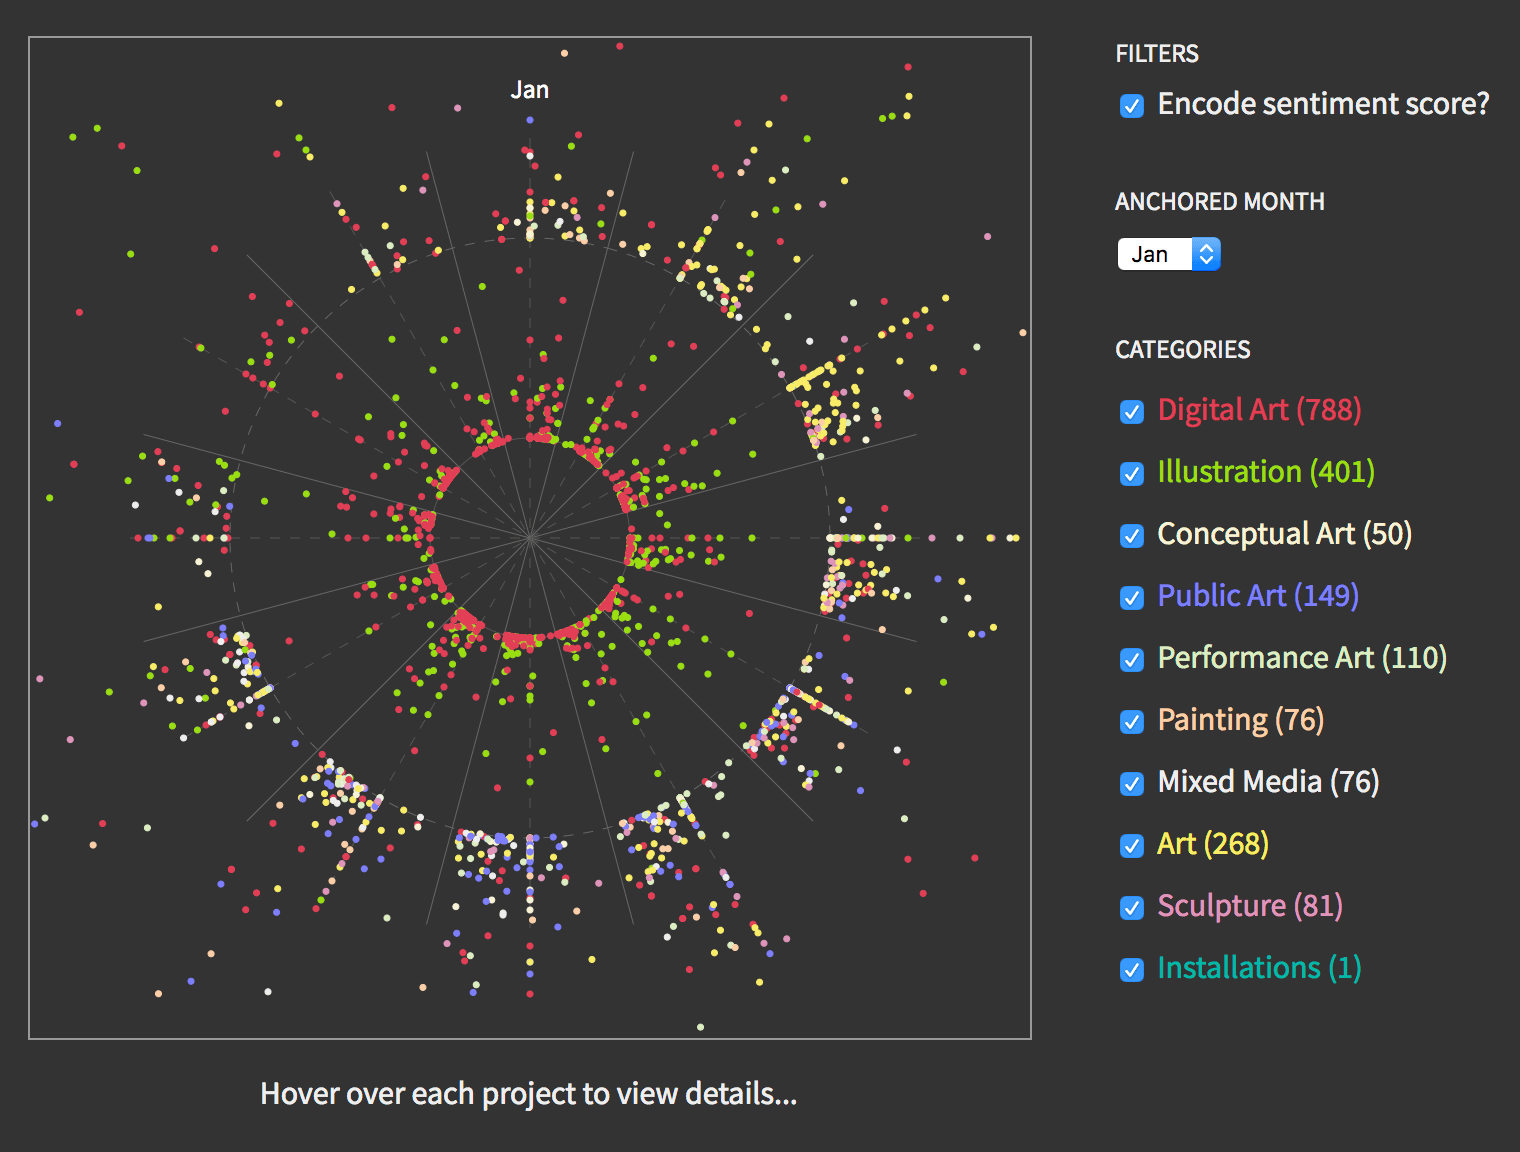 Jan
FILTERS
Encode sentiment score?
ANCHORED MONTH
Jan
CATEGORIES
Digital Art (788)
Illustration (401)
Conceptual Art (50)
Public Art (149)
Performance Art (110)
Painting (76)
Mixed Media (76)
Art (268)
Sculpture (81)
Installations (1)
Hover over each project to view details...